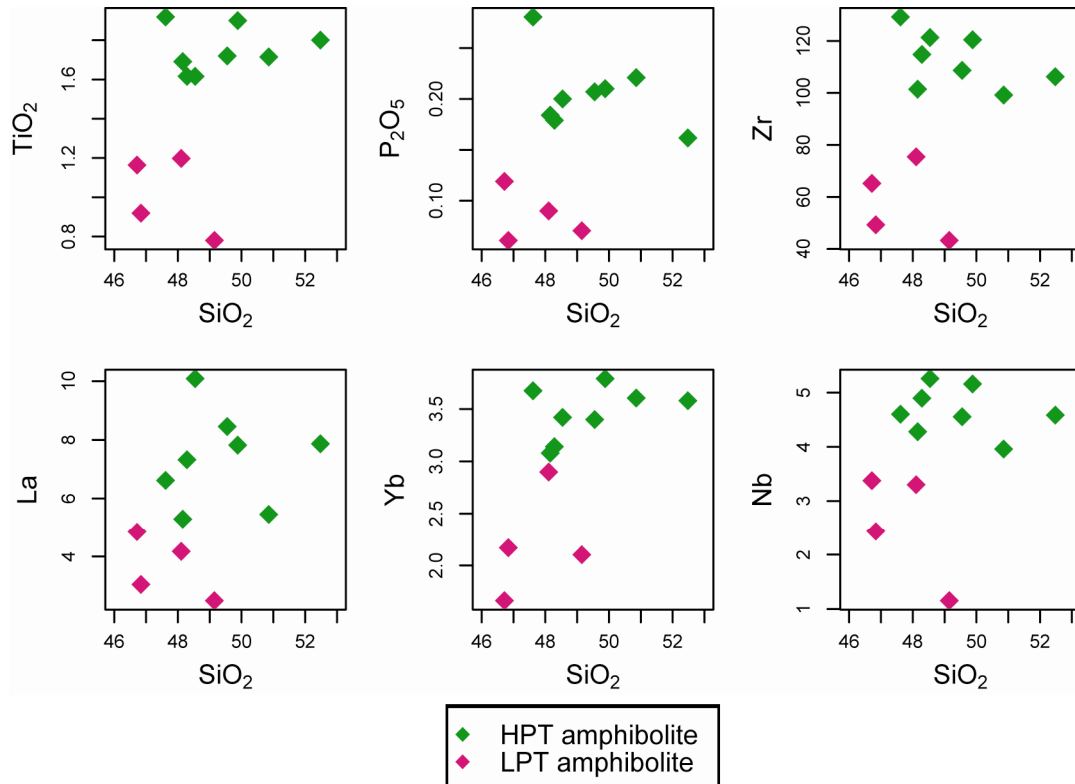 TiO2
0.8 1.2 1.6
46 48 50 52
SiO2
P2O5
0.10 0.20
46 48 50 52
SiO2
Zr
40 60 80 100 120
46 48 50 52
SiO2
La
4 6 8 10
46 48 50 52
SiO2
Yb
2.0 2.5 3.0 3.5
46 48 50 52
SiO2
Nb
1 2 3 4 5
46 48 50 52
SiO2
HPT amphibolite
LPT amphibolite